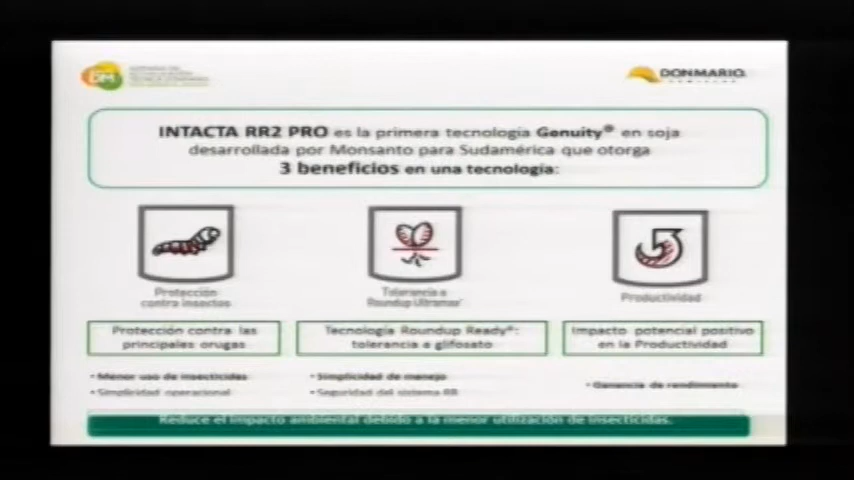 DM
DONMARIO
INTACTA RR2 PRO es la primera tecnología Genuity® en soja
desarrollada por Monsanto para Sudamérica que otorga
3 beneficios en una tecnología:
Protección
contra insectos
Tolerancia a
Roundup Ultramax
Productividad
Protección contra las
principales orugas
Tecnología Roundup Ready®:
tolerancia a glifosato
Impacto potencial positivo
en la Productividad
• Menor uso de insecticidas
• Simplicidad operacional
• Simplicidad de manejo
• Seguridad del sistema RR
• Ganancia de rendimiento
Reduce el impacto ambiental debido a la menor utilización de insecticidas.